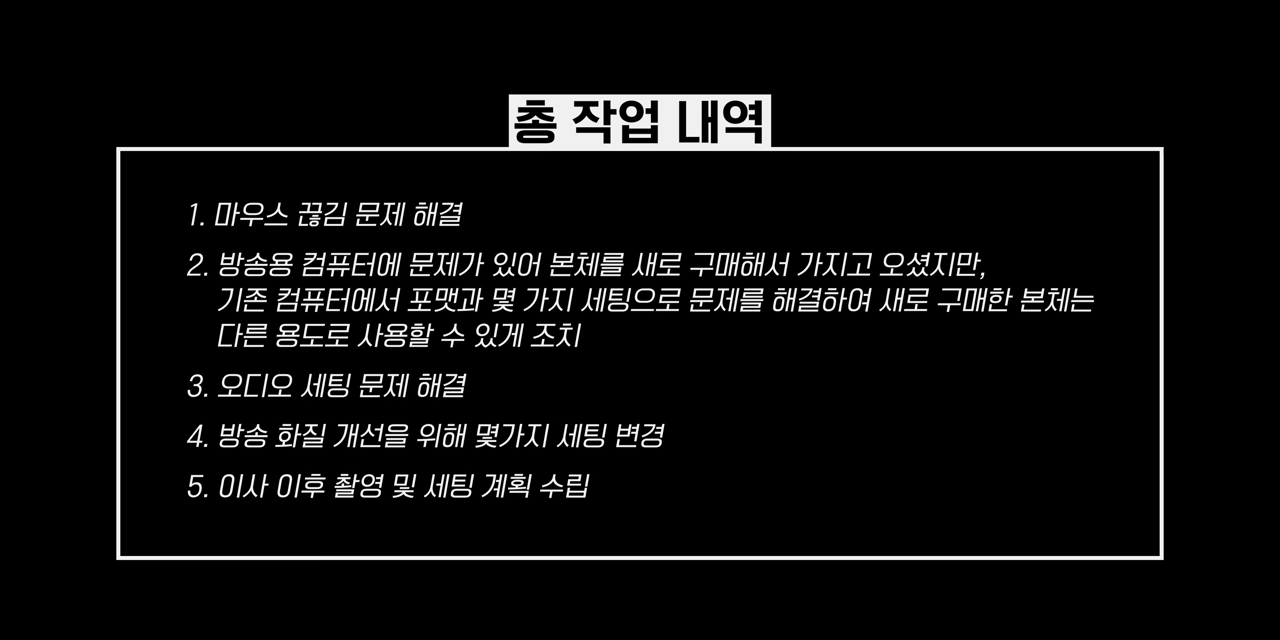 총 작업 내역
1. 마우스 끊김 문제 해결
2. 방송용 컴퓨터에 문제가 있어 본체를 새로 구매해서 가지고 오셨지만,
기존 컴퓨터에서 포맷과 몇 가지 세팅으로 문제를 해결하여 새로 구매한 본체는
다른 용도로 사용할 수 있게 조치
3. 오디오 세팅 문제 해결
4. 방송 화질 개선을 위해 몇가지 세팅 변경
5. 이사 이후 촬영 및 세팅 계획 수립